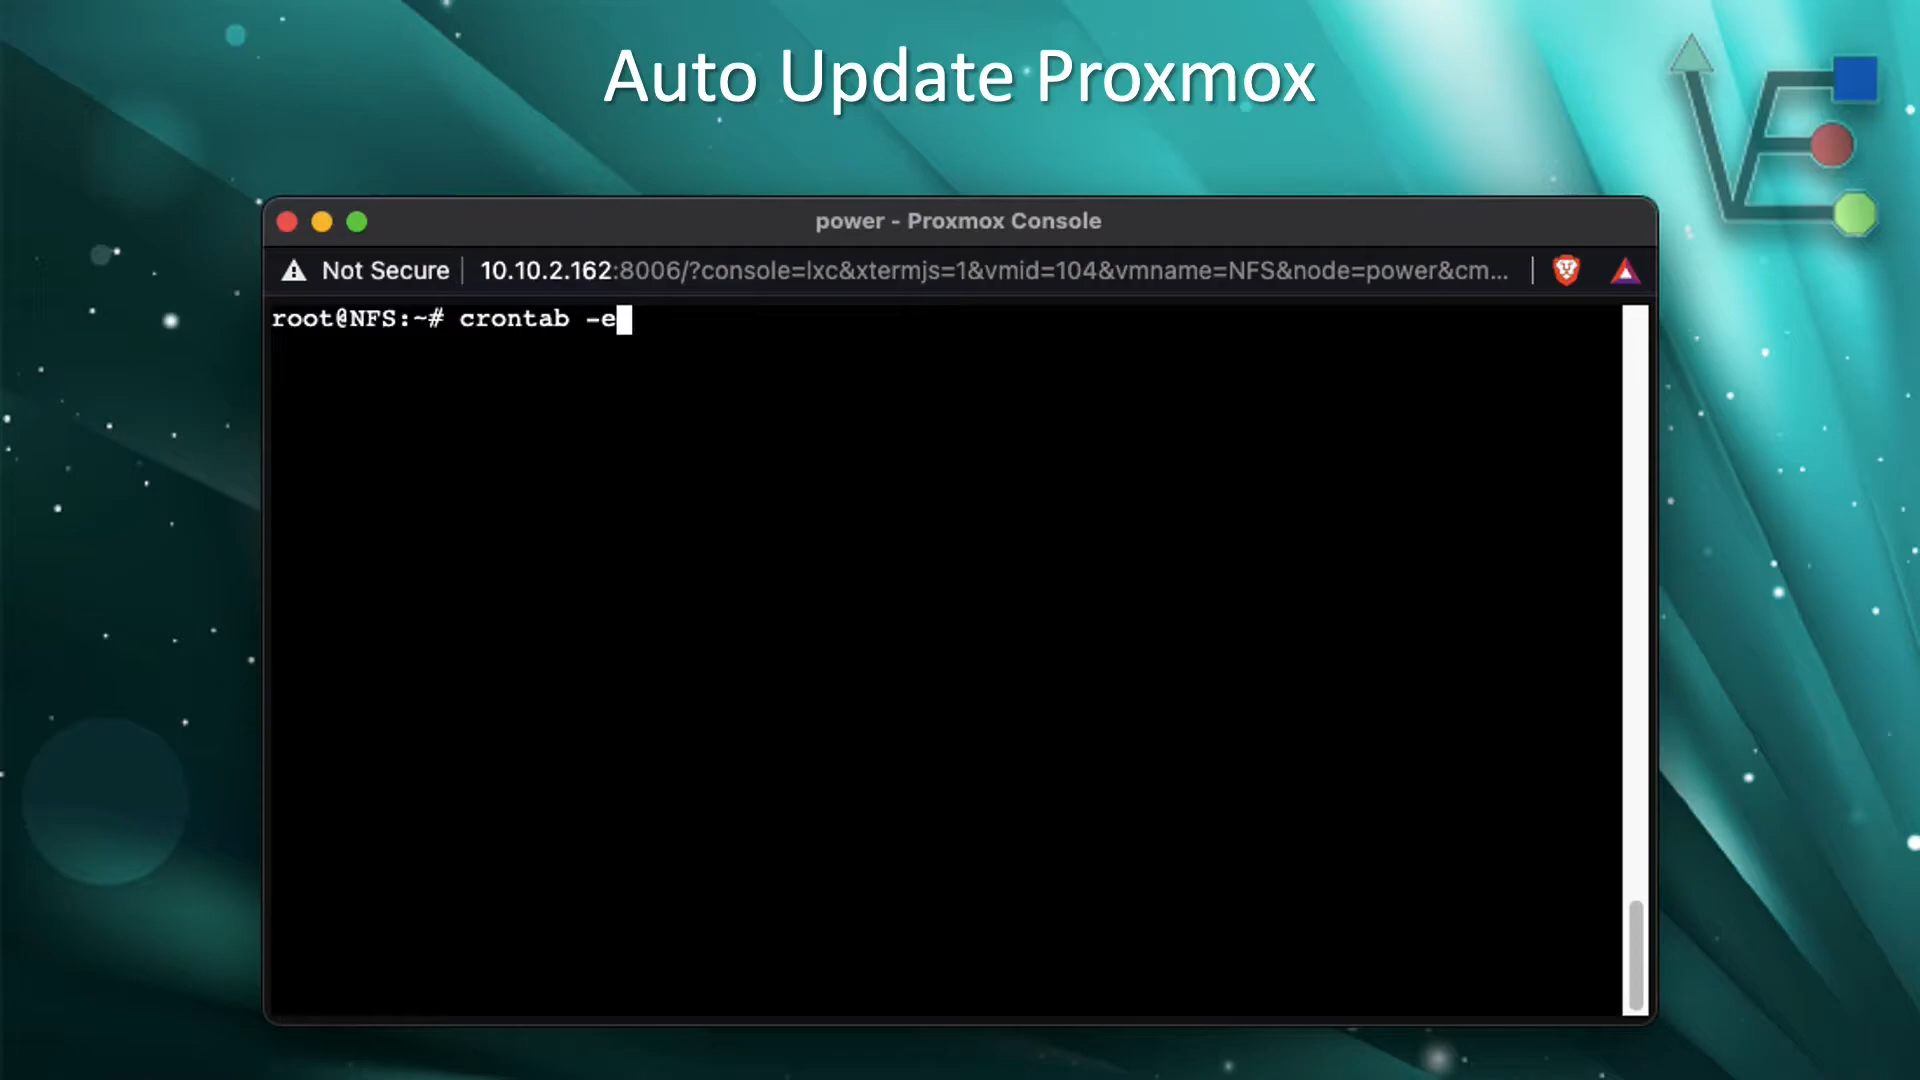 Auto Update Proxmox
power - Proxmox Console
Not Secure 10.10.2.162:8006/?console=lxc&xtermjs=1&vmid=104&vmname=NFS&node=power&cm...
root@NFS:~# crontab -e